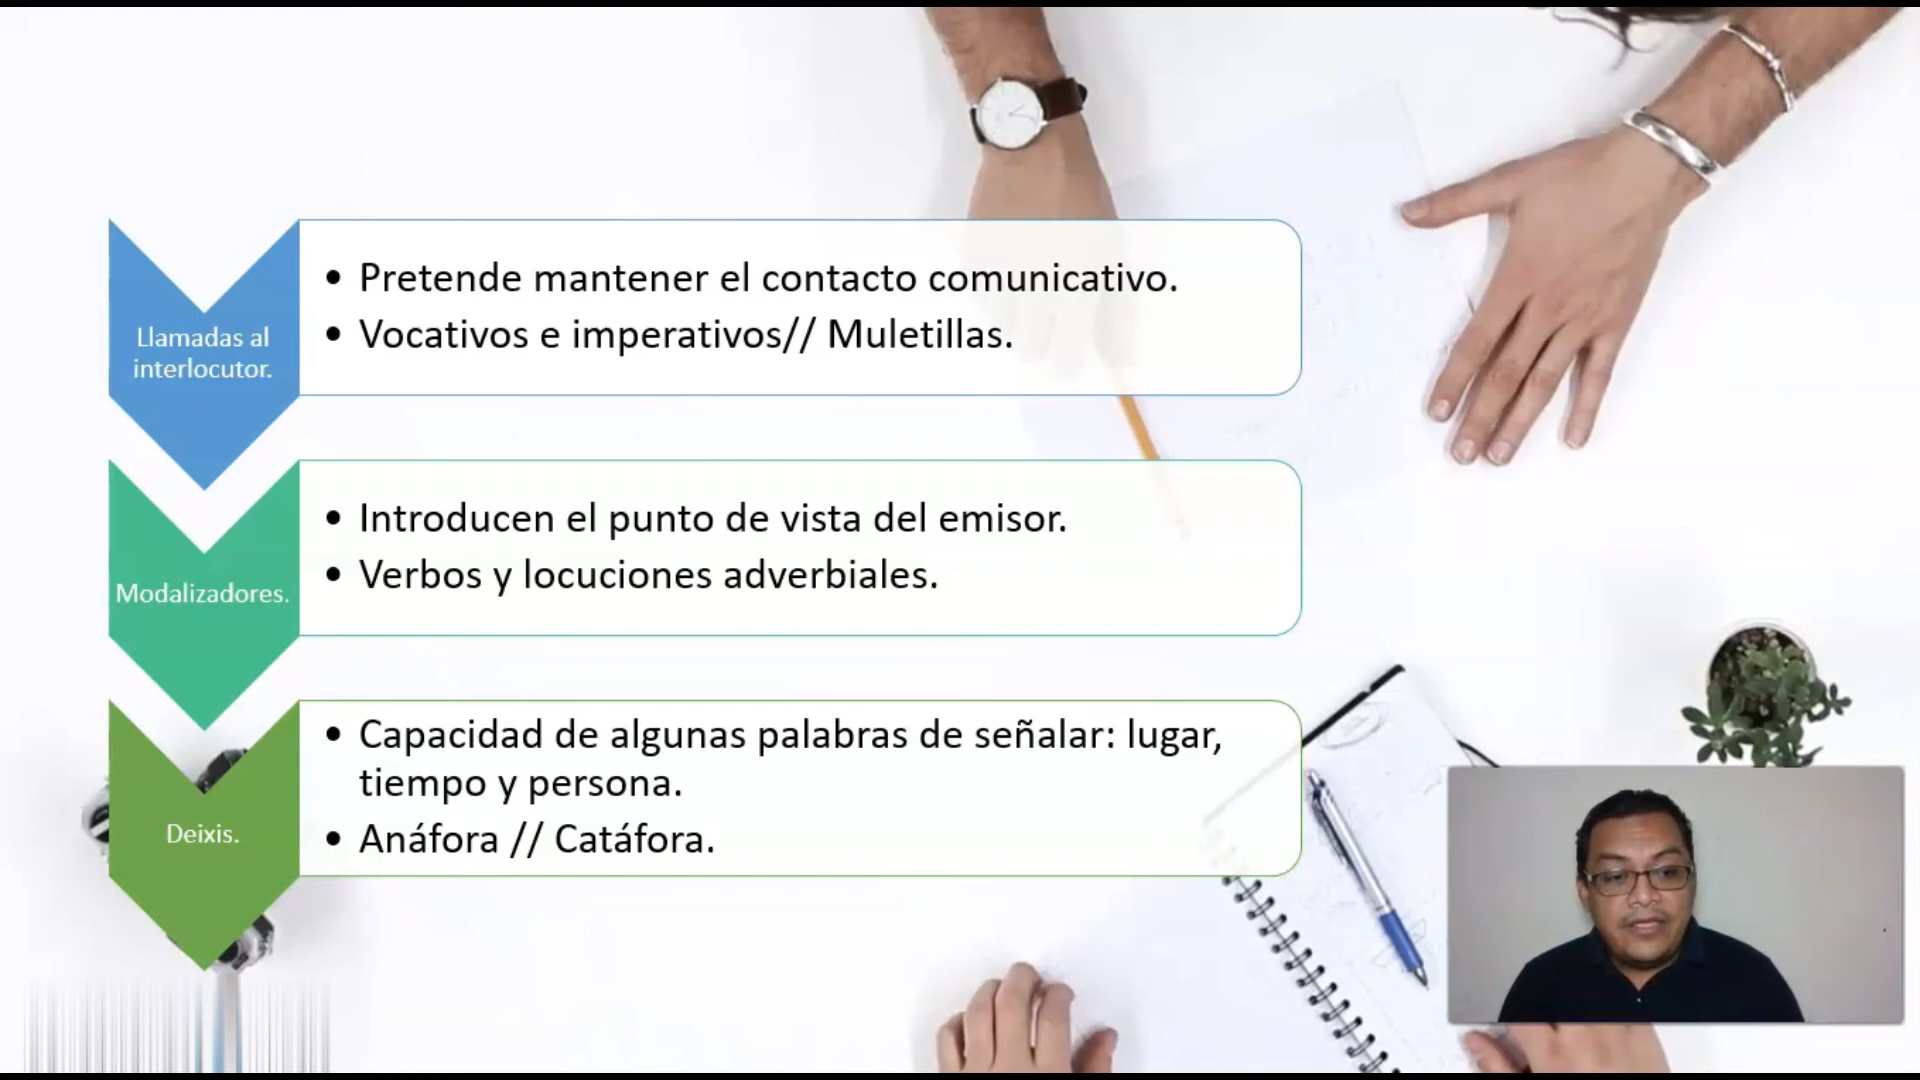 Llamadas al
interlocutor.
• Pretende mantener el contacto comunicativo.
• Vocativos e imperativos// Muletillas.
Modalizadores.
• Introducen el punto de vista del emisor.
• Verbos y locuciones adverbiales.
Deixis.
• Capacidad de algunas palabras de señalar: lugar,
tiempo y persona.
• Anáfora // Catáfora.